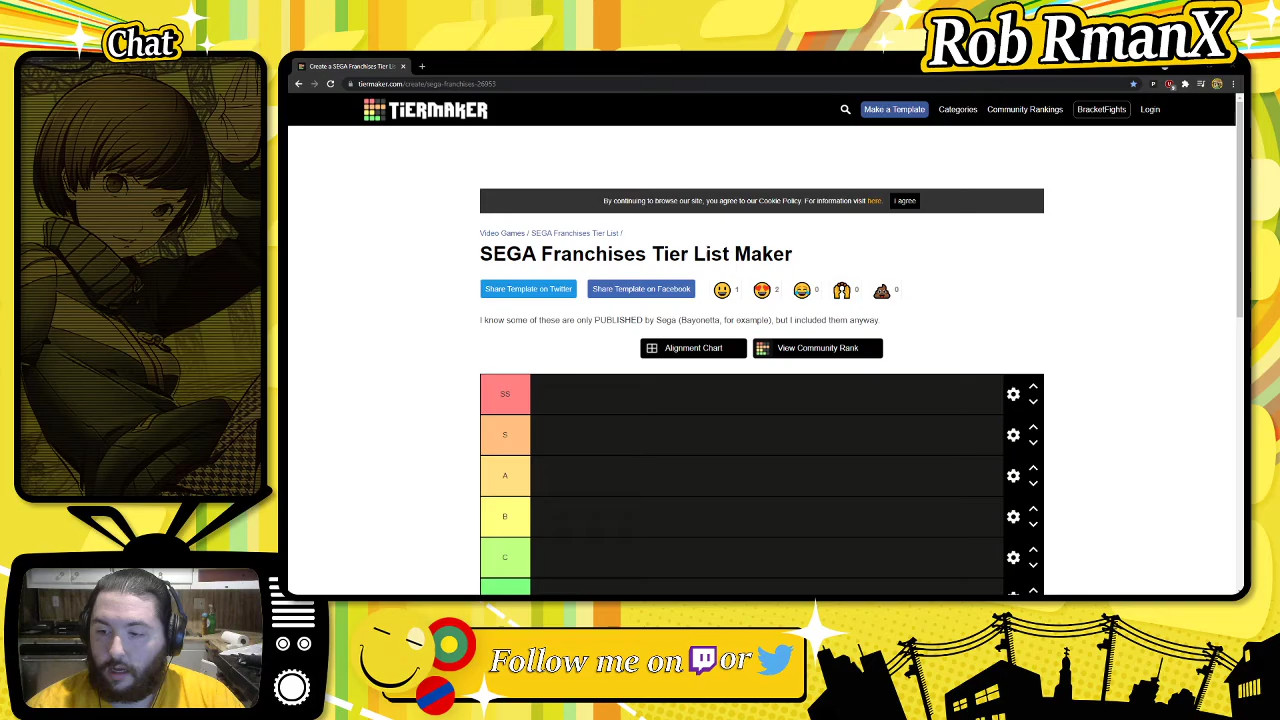 Chat
Rob RmanX
Create a SEGA Franchises Tier Lis
tiermaker.com/create/sega-franchises-26953
TIERMAKER
Make a Template
Categories
Community Rankings
BracketFights
Login
By continuing to browse our site, you agree to our Cookie Policy. For information visit here.
I agree
Video Games / SEGA Franchises Tier List /
SEGA Franchises Tier List Maker
Share Template on Twitter
Share Template on Facebook
1
2
0
0
0
I know some of these are only PUBLISHED by Sega (Bayonetta, for example), but I included them anyway.
Alignment Chart
View Community Rank
SS
S
A
B
C
Follow me on or